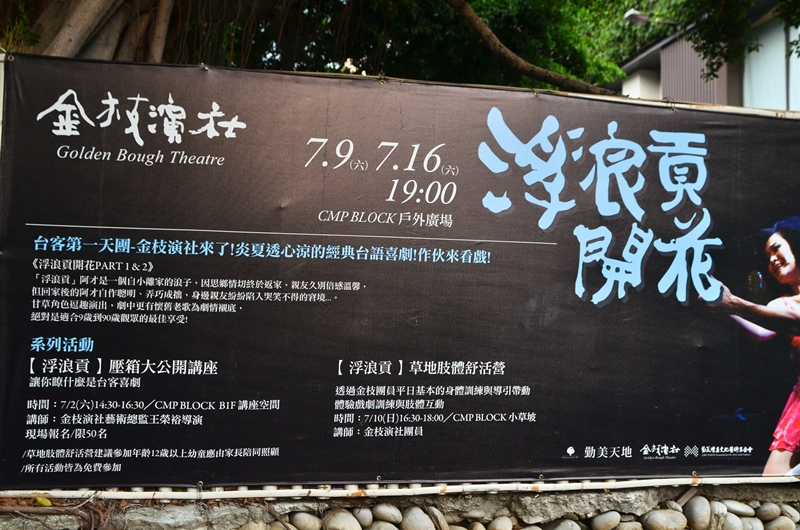 金枝演社
Golden Bough Theatre
7.9(六) 7.16(六)
19:00
CMP BLOCK 戶外廣場
浮浪貢
開花
台客第一天團-金枝演社來了!炎夏透心涼的經典台語喜劇!作伙來看戲!
《浮浪貢開花PART 1 & 2》
「浮浪貢」阿才是一個自小離家的浪子，因思鄉情切終於返家，親友久別倍感溫馨，
但回家後的阿才自作聰明、弄巧成拙，身邊親友紛紛陷入哭笑不得的窘境...。
甘草角色逗趣演出，劇中更有懷舊老歌為劇情襯底，
絕對是適合9歲到90歲觀眾的最佳享受!
系列活動
【 浮浪貢 】壓箱大公開講座
讓你瞭什麼是台客喜劇
時間：7/2(六)14:30-16:30／CMP BLOCK B1F 講座空間
講師：金枝演社藝術總監王榮裕導演
現場報名/限50名
【 浮浪貢 】草地肢體舒活營
透過金枝團員平日基本的身體訓練與導引帶動
體驗戲劇訓練與肢體互動
時間：7/10(日)16:30-18:00／CMP BLOCK 小草坡
講師：金枝演社團員
/草地肢體舒活營建議參加年齡12歲以上幼童應由家長陪同照顧
/所有活動皆為免費參加
勤美天地
金枝演社
Golden Bough Theatre